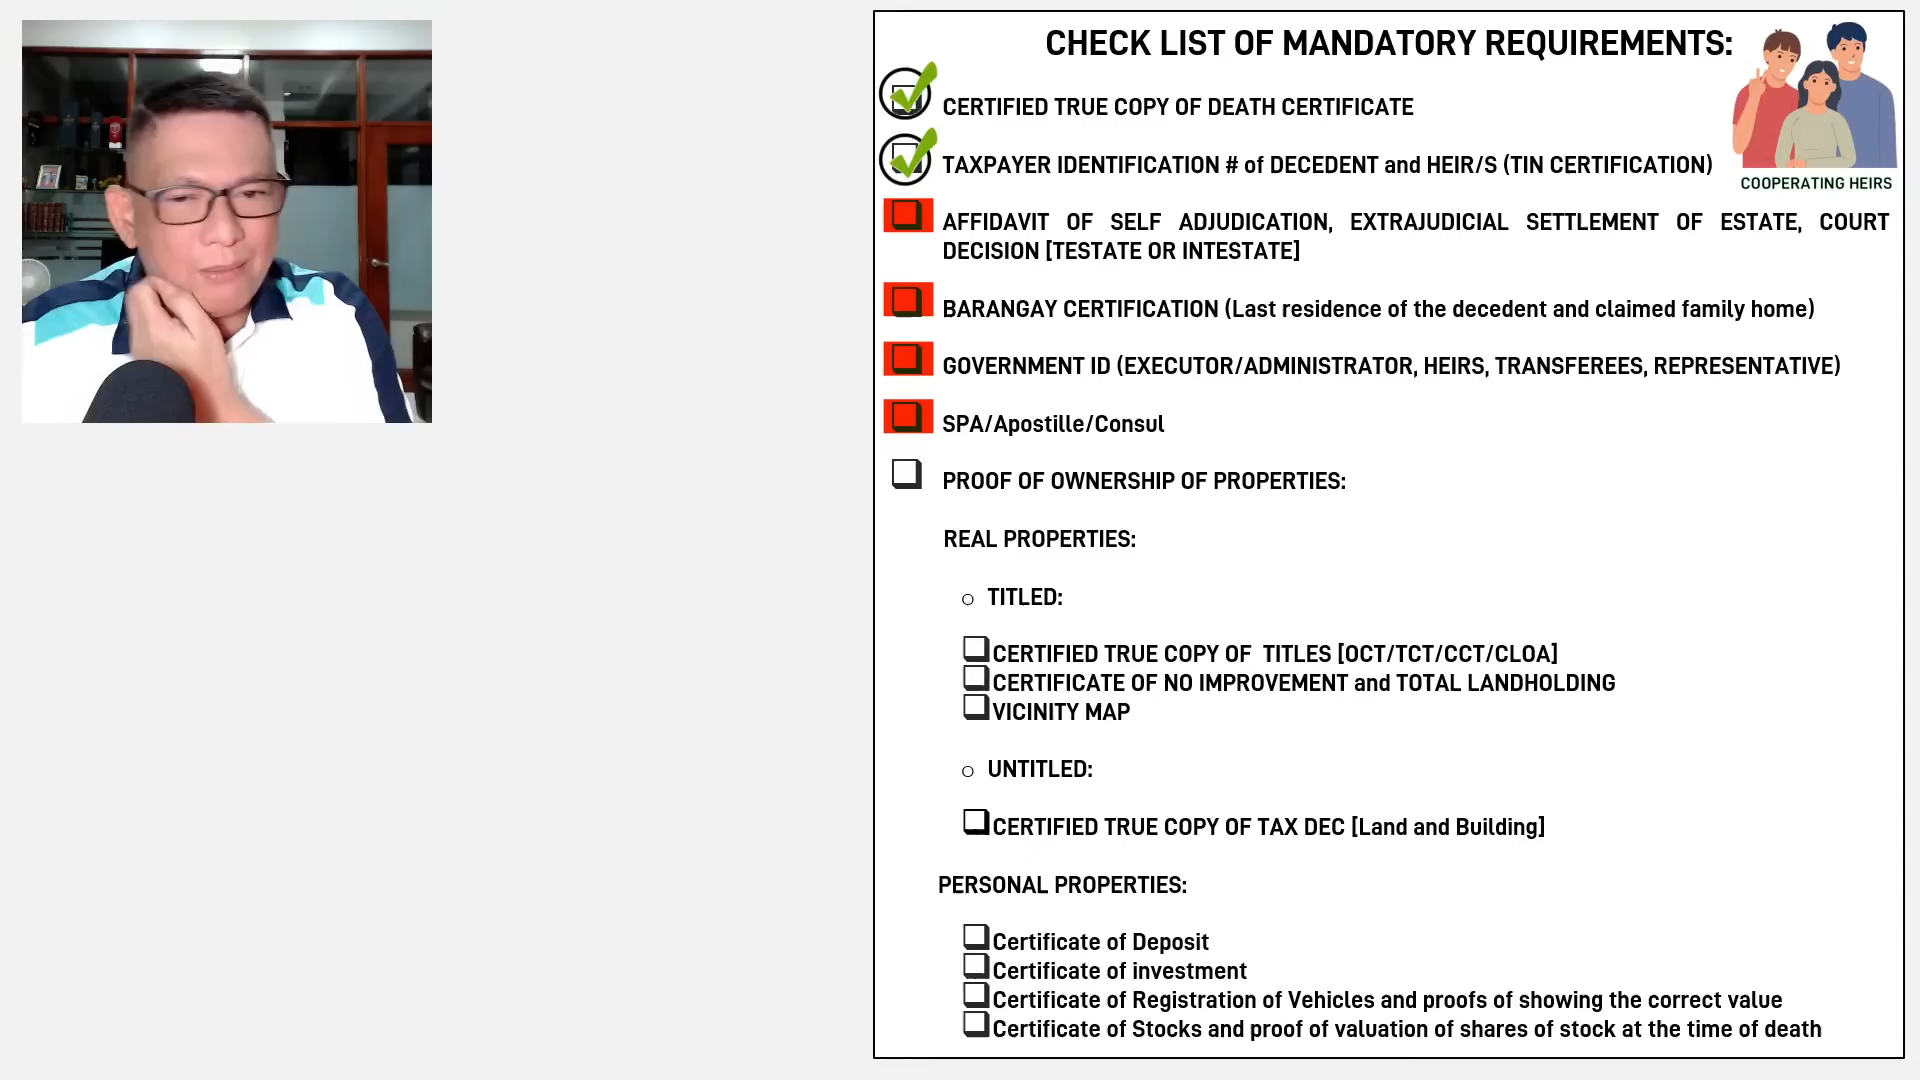 CHECK LIST OF MANDATORY REQUIREMENTS:
CERTIFIED TRUE COPY OF DEATH CERTIFICATE
TAXPAYER IDENTIFICATION # of DECEDENT and HEIR/S (TIN CERTIFICATION)
COOPERATING HEIRS
AFFIDAVIT OF SELF ADJUDICATION, EXTRAJUDICIAL SETTLEMENT OF ESTATE, COURT
DECISION [TESTATE OR INTESTATE]
BARANGAY CERTIFICATION (Last residence of the decedent and claimed family home)
GOVERNMENT ID (EXECUTOR/ADMINISTRATOR, HEIRS, TRANSFEREES, REPRESENTATIVE)
SPA/Apostille/Consul
PROOF OF OWNERSHIP OF PROPERTIES:
REAL PROPERTIES:
TITLED:
CERTIFIED TRUE COPY OF TITLES [OCT/TCT/CCT/CLOA]
CERTIFICATE OF NO IMPROVEMENT and TOTAL LANDHOLDING
VICINITY MAP
UNTITLED:
CERTIFIED TRUE COPY OF TAX DEC [Land and Building]
PERSONAL PROPERTIES:
Certificate of Deposit
Certificate of investment
Certificate of Registration of Vehicles and proofs of showing the correct value
Certificate of Stocks and proof of valuation of shares of stock at the time of death